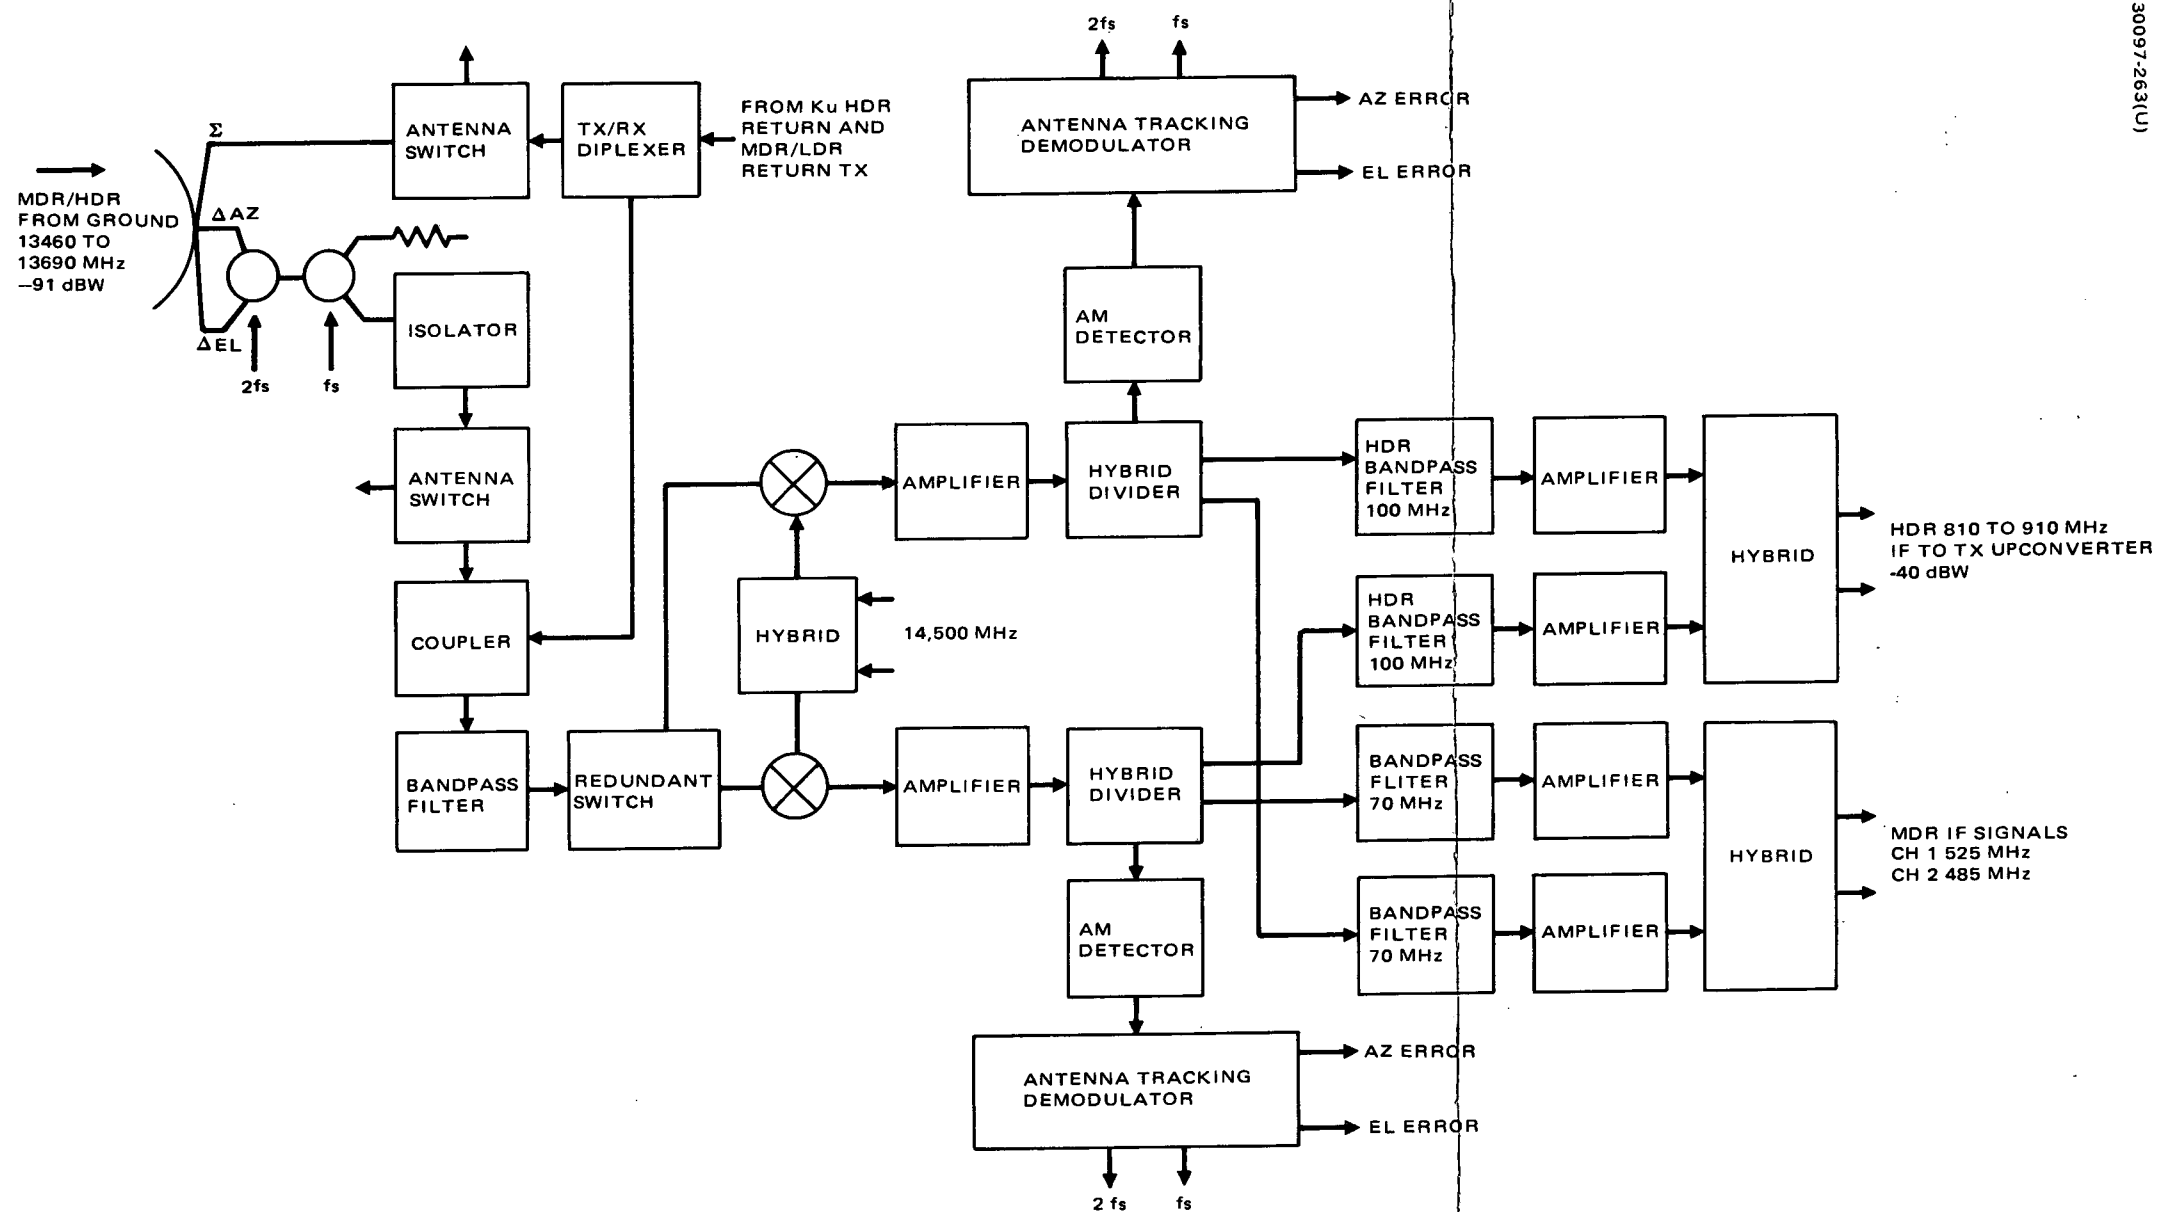 30097-263(U)
2fs
fs
ANTENNA TRACKING
DEMODULATOR
AZ ERROR
EL ERROR
ANTENNA
SWITCH
TX/RX
DIPLEXER
FROM Ku HDR
RETURN AND
MDR/LDR
RETURN TX
Σ
MDR/HDR
FROM GROUND
13460 TO
13690 MHz
—91 dBW
Δ AZ
Δ EL
2fs
fs
ISOLATOR
AM
DETECTOR
ANTENNA
SWITCH
AMPLIFIER
HYBRID
DIVIDER
HDR
BANDPASS
FILTER
100 MHz
AMPLIFIER
HYBRID
HDR 810 TO 910 MHz
IF TO TX UPCONVERTER
-40 dBW
COUPLER
HYBRID
14,500 MHz
HDR
BANDPASS
FILTER
100 MHz
AMPLIFIER
BANDPASS
FILTER
REDUNDANT
SWITCH
AMPLIFIER
HYBRID
DIVIDER
BANDPASS
FLITER
70 MHz
AMPLIFIER
HYBRID
MDR IF SIGNALS
CH 1 525 MHz
CH 2 485 MHz
AM
DETECTOR
BANDPASS
FILTER
70 MHz
AMPLIFIER
ANTENNA TRACKING
DEMODULATOR
AZ ERROR
EL ERROR
2 fs
fs